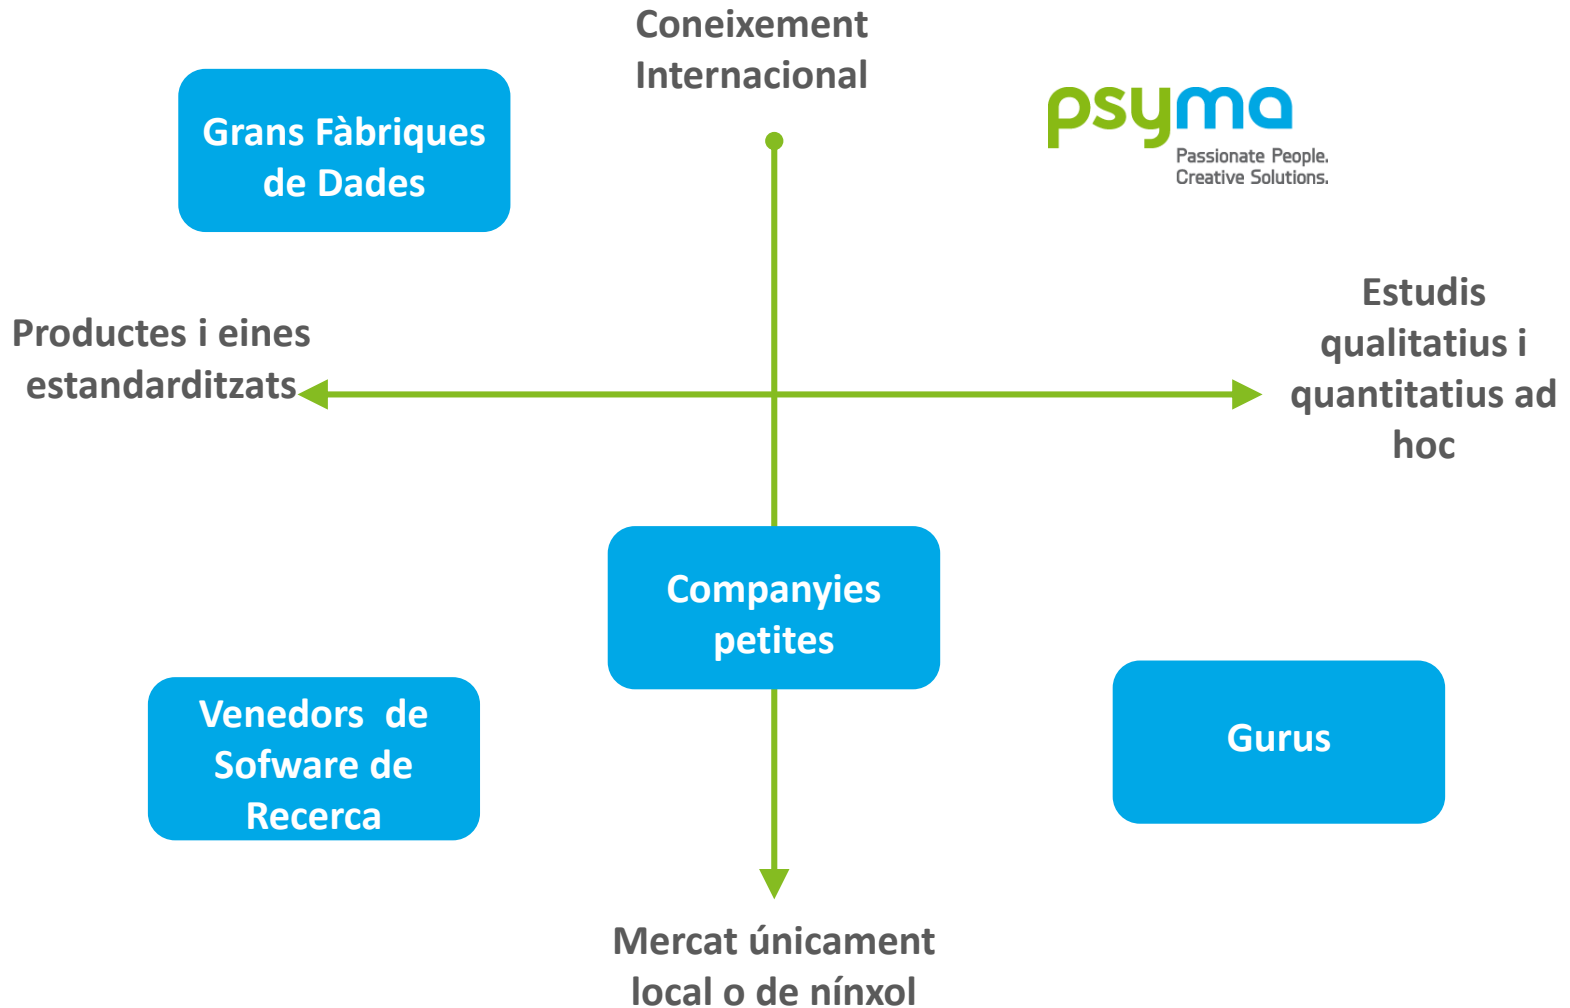 Coneixement
Internacional
Grans Fàbriques
de Dades
psyma
Passionate People.
Creative Solutions.
Productes i eines
estandarditzats
Estudis
qualitatius i
quantitatius ad
hoc
Companyies
petites
Venedors  de
Sofware de
Recerca
Gurus
Mercat únicament
local o de nínxol